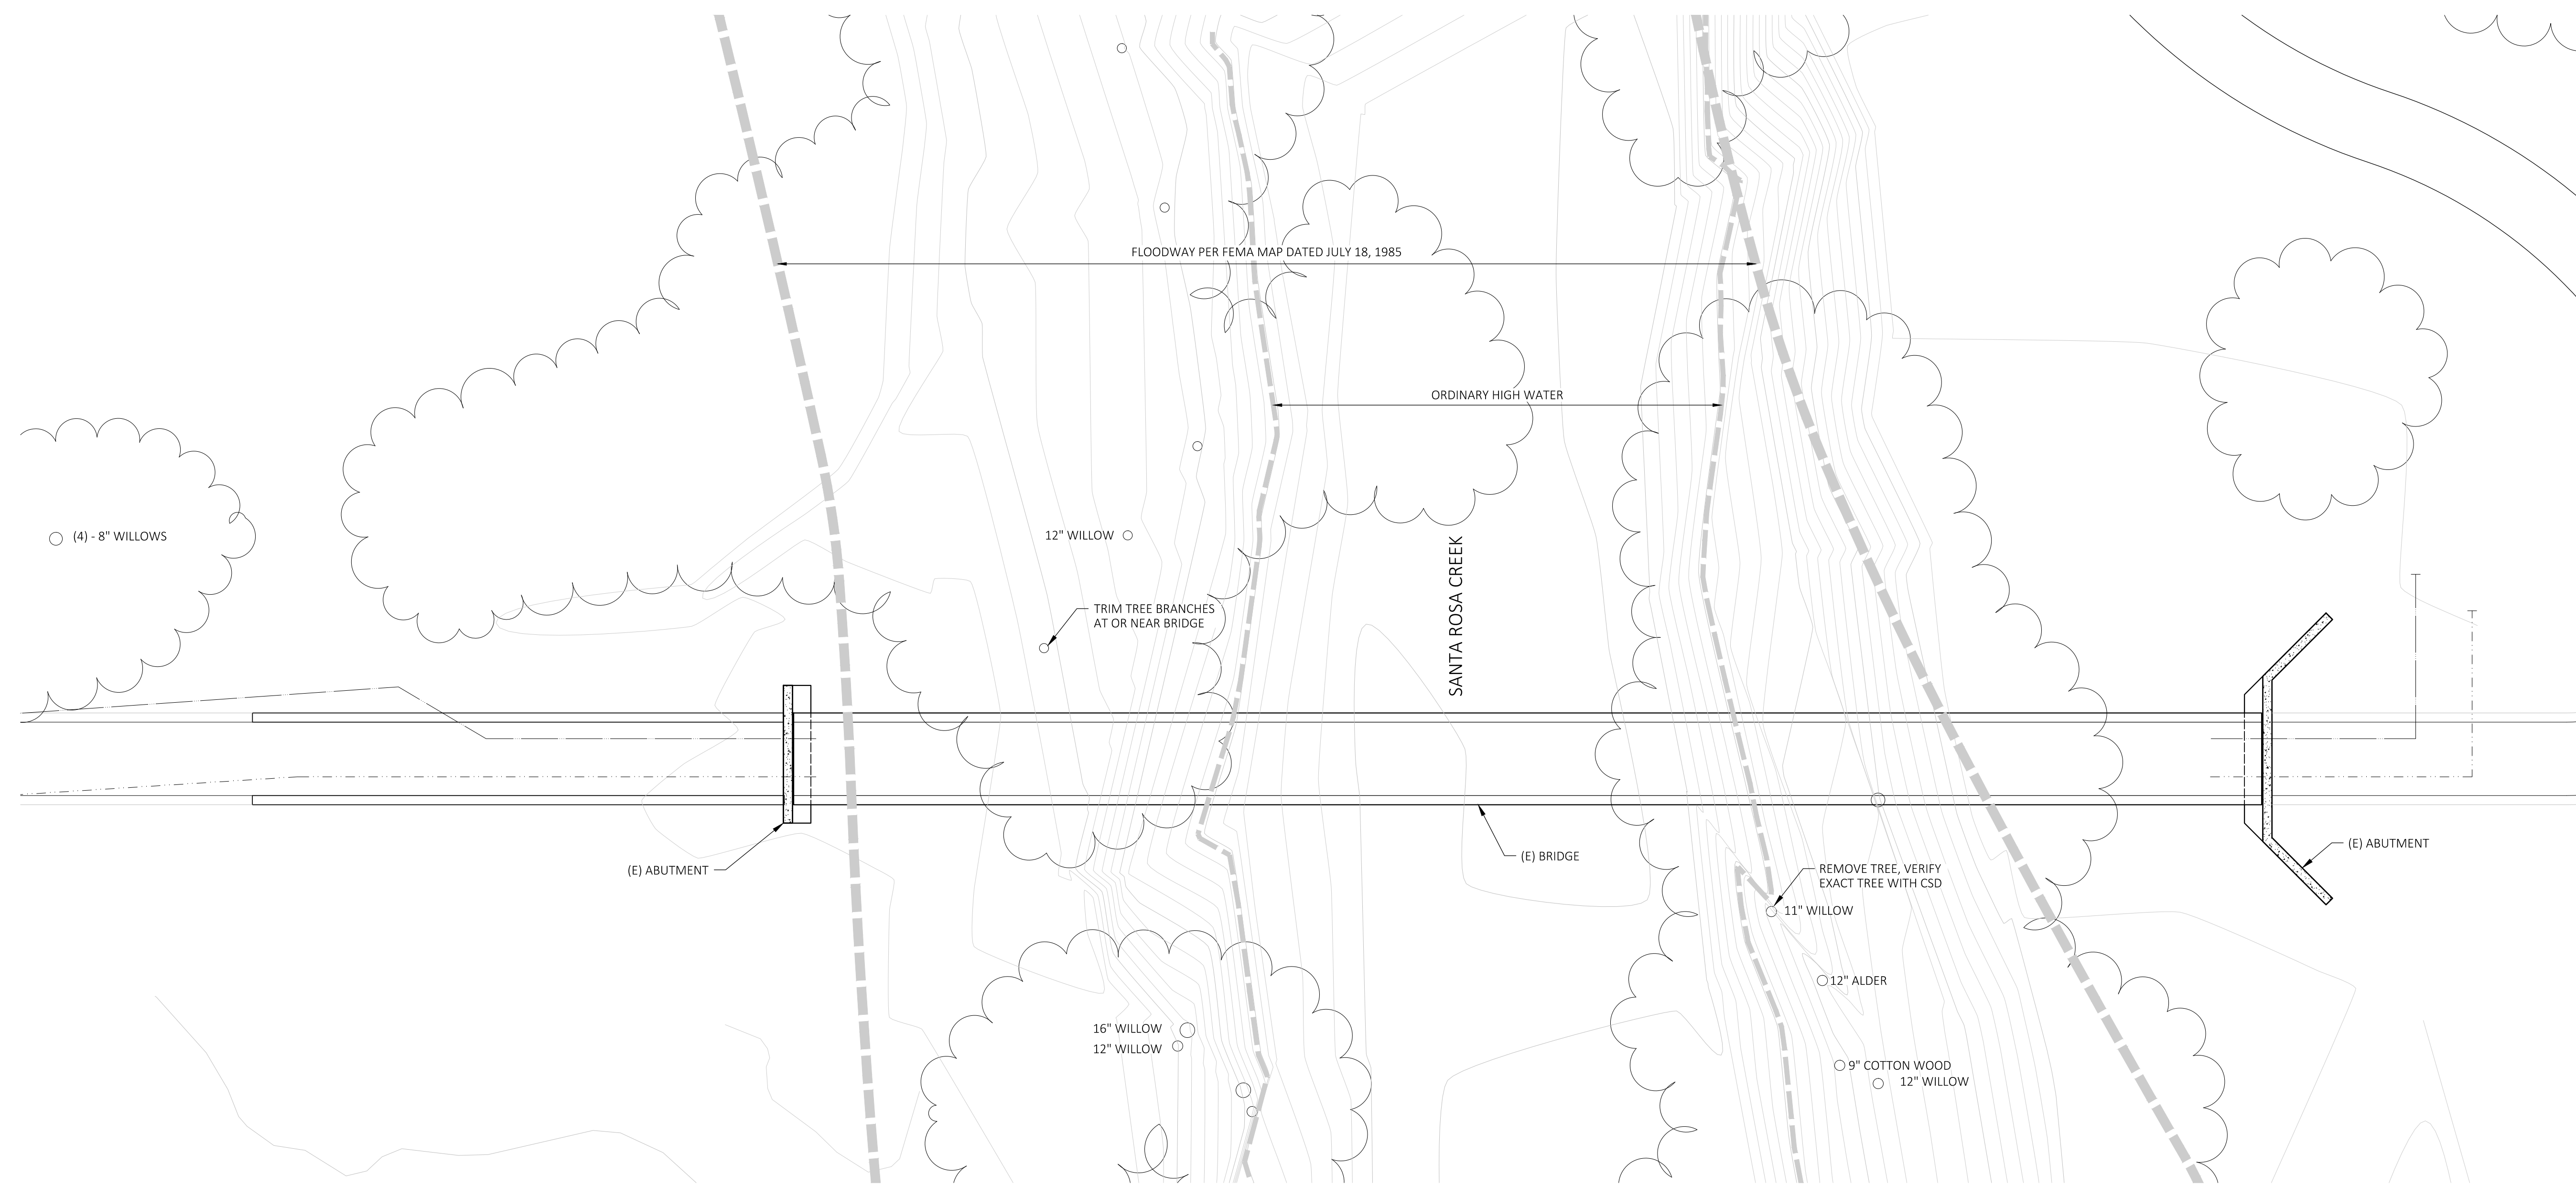 FLOODWAY PER FEMA MAP DATED JULY 18, 1985
ORDINARY HIGH WATER
(4) - 8" WILLOWS
12" WILLOW
TRIM TREE BRANCHES
AT OR NEAR BRIDGE
SANTA ROSA CREEK
(E) ABUTMENT
(E) BRIDGE
(E) ABUTMENT
REMOVE TREE, VERIFY
EXACT TREE WITH CSD
11" WILLOW
12" ALDER
16" WILLOW
12" WILLOW
9" COTTON WOOD
12" WILLOW